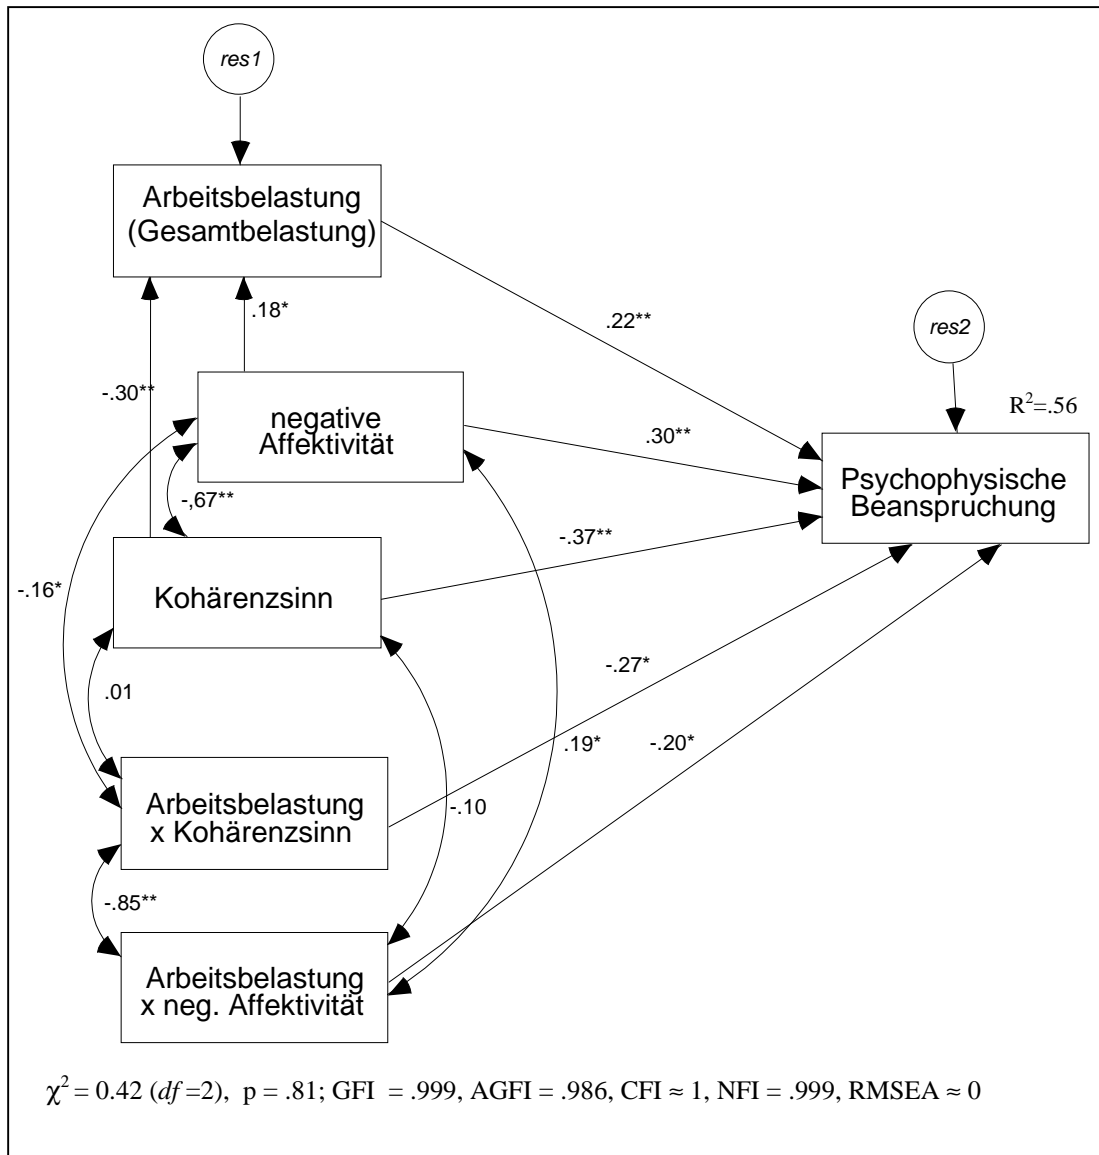 res1
Arbeitsbelastung
(Gesamtbelastung)
.18*
.22**
res2
-.30**
R²=.56
negative
Affektivität
.30**
Psychophysische
Beanspruchung
-,67**
-.37**
-.16*
Kohärenzsinn
-.27*
.01
.19*
-.20*
Arbeitsbelastung
x Kohärenzsinn
-.10
-.85**
Arbeitsbelastung
x neg. Affektivität
χ² = 0.42 (df =2), p = .81; GFI = .999, AGFI = .986, CFI ≈ 1, NFI = .999, RMSEA ≈ 0